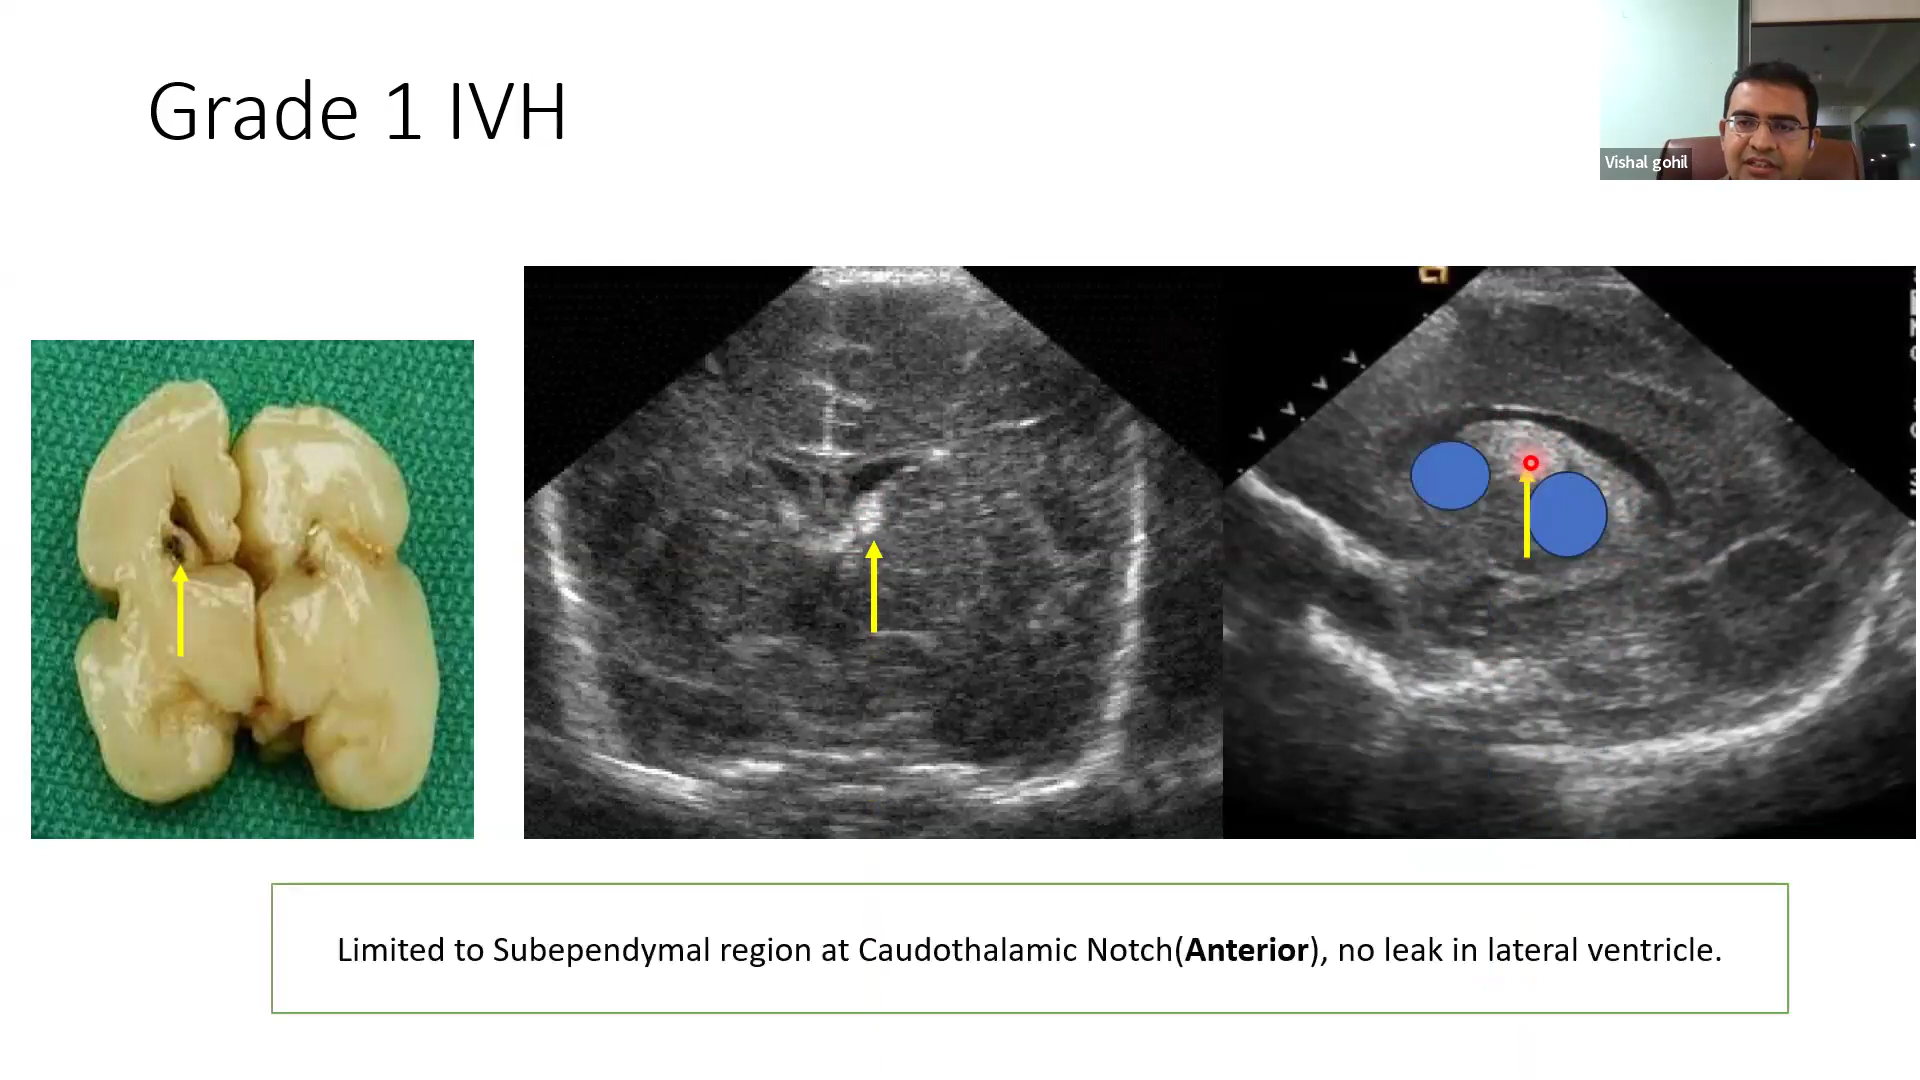 Grade 1 IVH
Vishal gohil
Limited to Subependymal region at Caudothalamic Notch(Anterior), no leak in lateral ventricle.